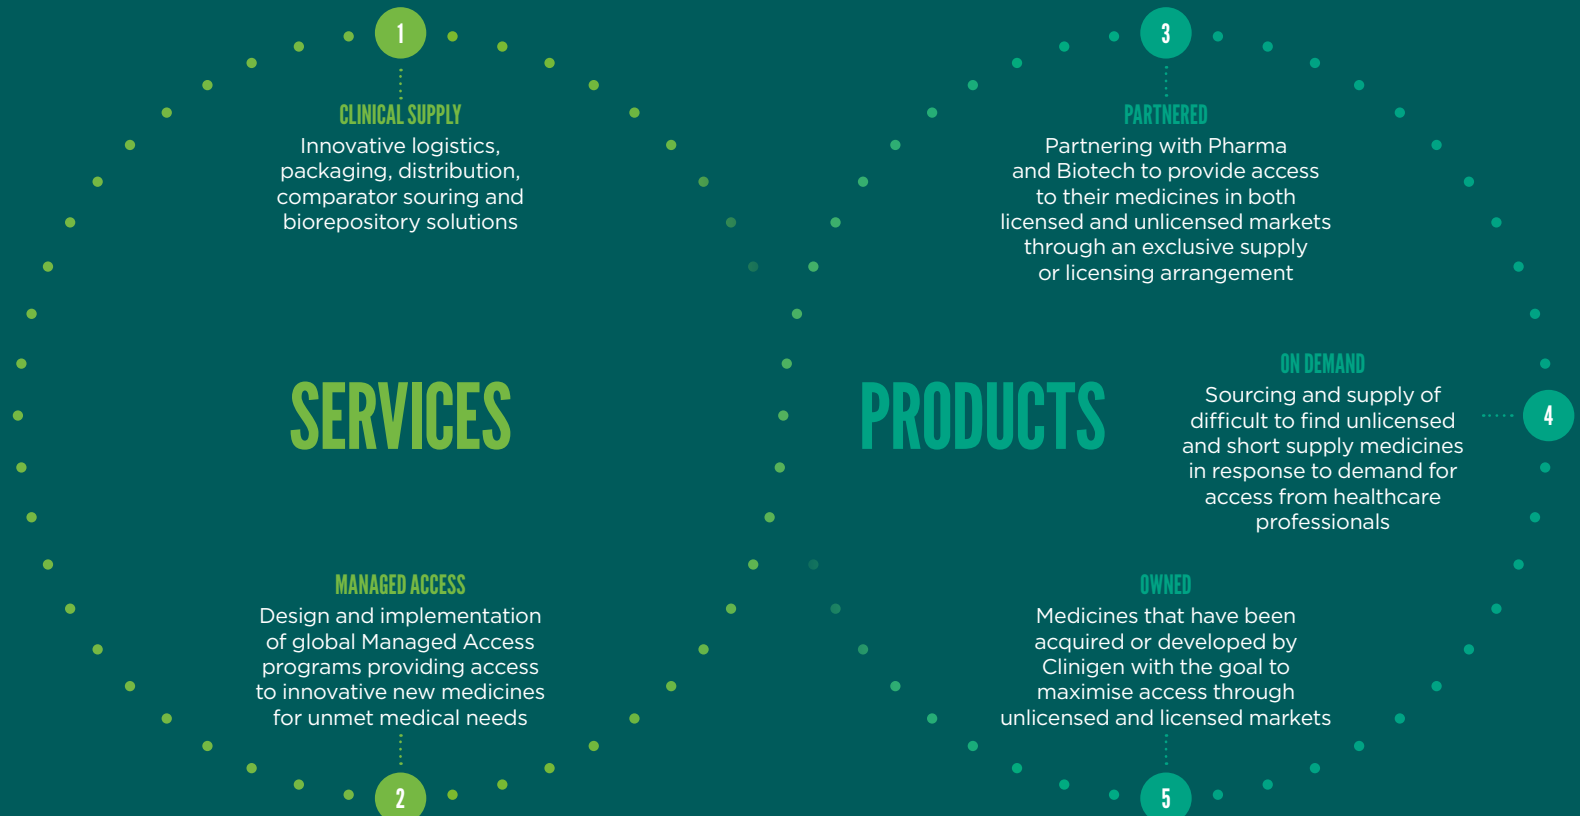 1
CLINICAL SUPPLY
Innovative logistics,
packaging, distribution,
comparator souring and
biorepository solutions
SERVICES
MANAGED ACCESS
Design and implementation
of global Managed Access
programs providing access
to innovative new medicines
for unmet medical needs
2
3
PARTNERED
Partnering with Pharma
and Biotech to provide access
to their medicines in both
licensed and unlicensed markets
through an exclusive supply
or licensing arrangement
PRODUCTS
ON DEMAND
Sourcing and supply of
difficult to find unlicensed
and short supply medicines
in response to demand for
access from healthcare
professionals
4
OWNED
Medicines that have been
acquired or developed by
Clinigen with the goal to
maximise access through
unlicensed and licensed markets
5